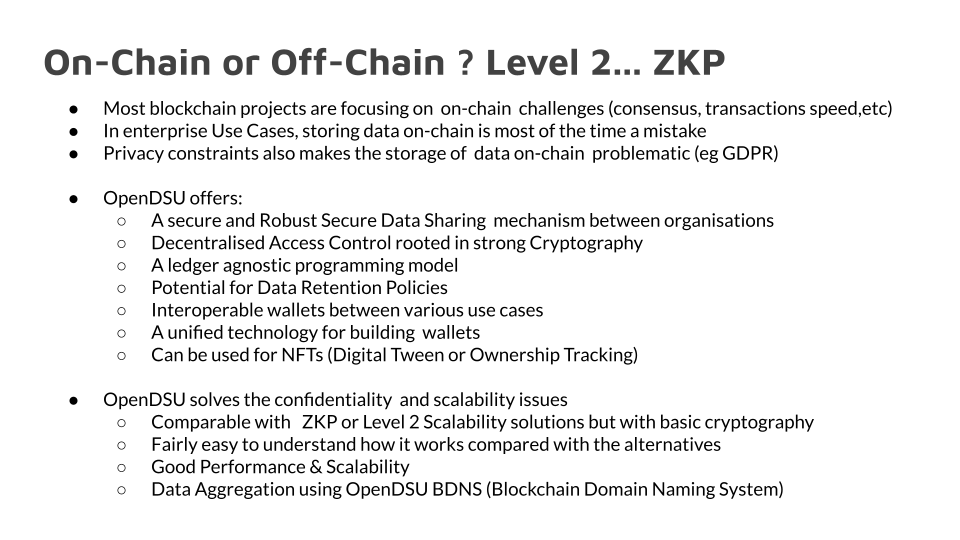 On-Chain or Off-Chain ? Level 2... ZKP
● Most blockchain projects are focusing on on-chain challenges (consensus, transactions speed,etc)
● In enterprise Use Cases, storing data on-chain is most of the time a mistake
● Privacy constraints also makes the storage of data on-chain problematic (eg GDPR)
● OpenDSU offers:
○ A secure and Robust Secure Data Sharing mechanism between organisations
○ Decentralised Access Control rooted in strong Cryptography
○ A ledger agnostic programming model
○ Potential for Data Retention Policies
○ Interoperable wallets between various use cases
○ A unified technology for building wallets
○ Can be used for NFTs (Digital Tween or Ownership Tracking)
● OpenDSU solves the confidentiality and scalability issues
○ Comparable with ZKP or Level 2 Scalability solutions but with basic cryptography
○ Fairly easy to understand how it works compared with the alternatives
○ Good Performance & Scalability
○ Data Aggregation using OpenDSU BDNS (Blockchain Domain Naming System)